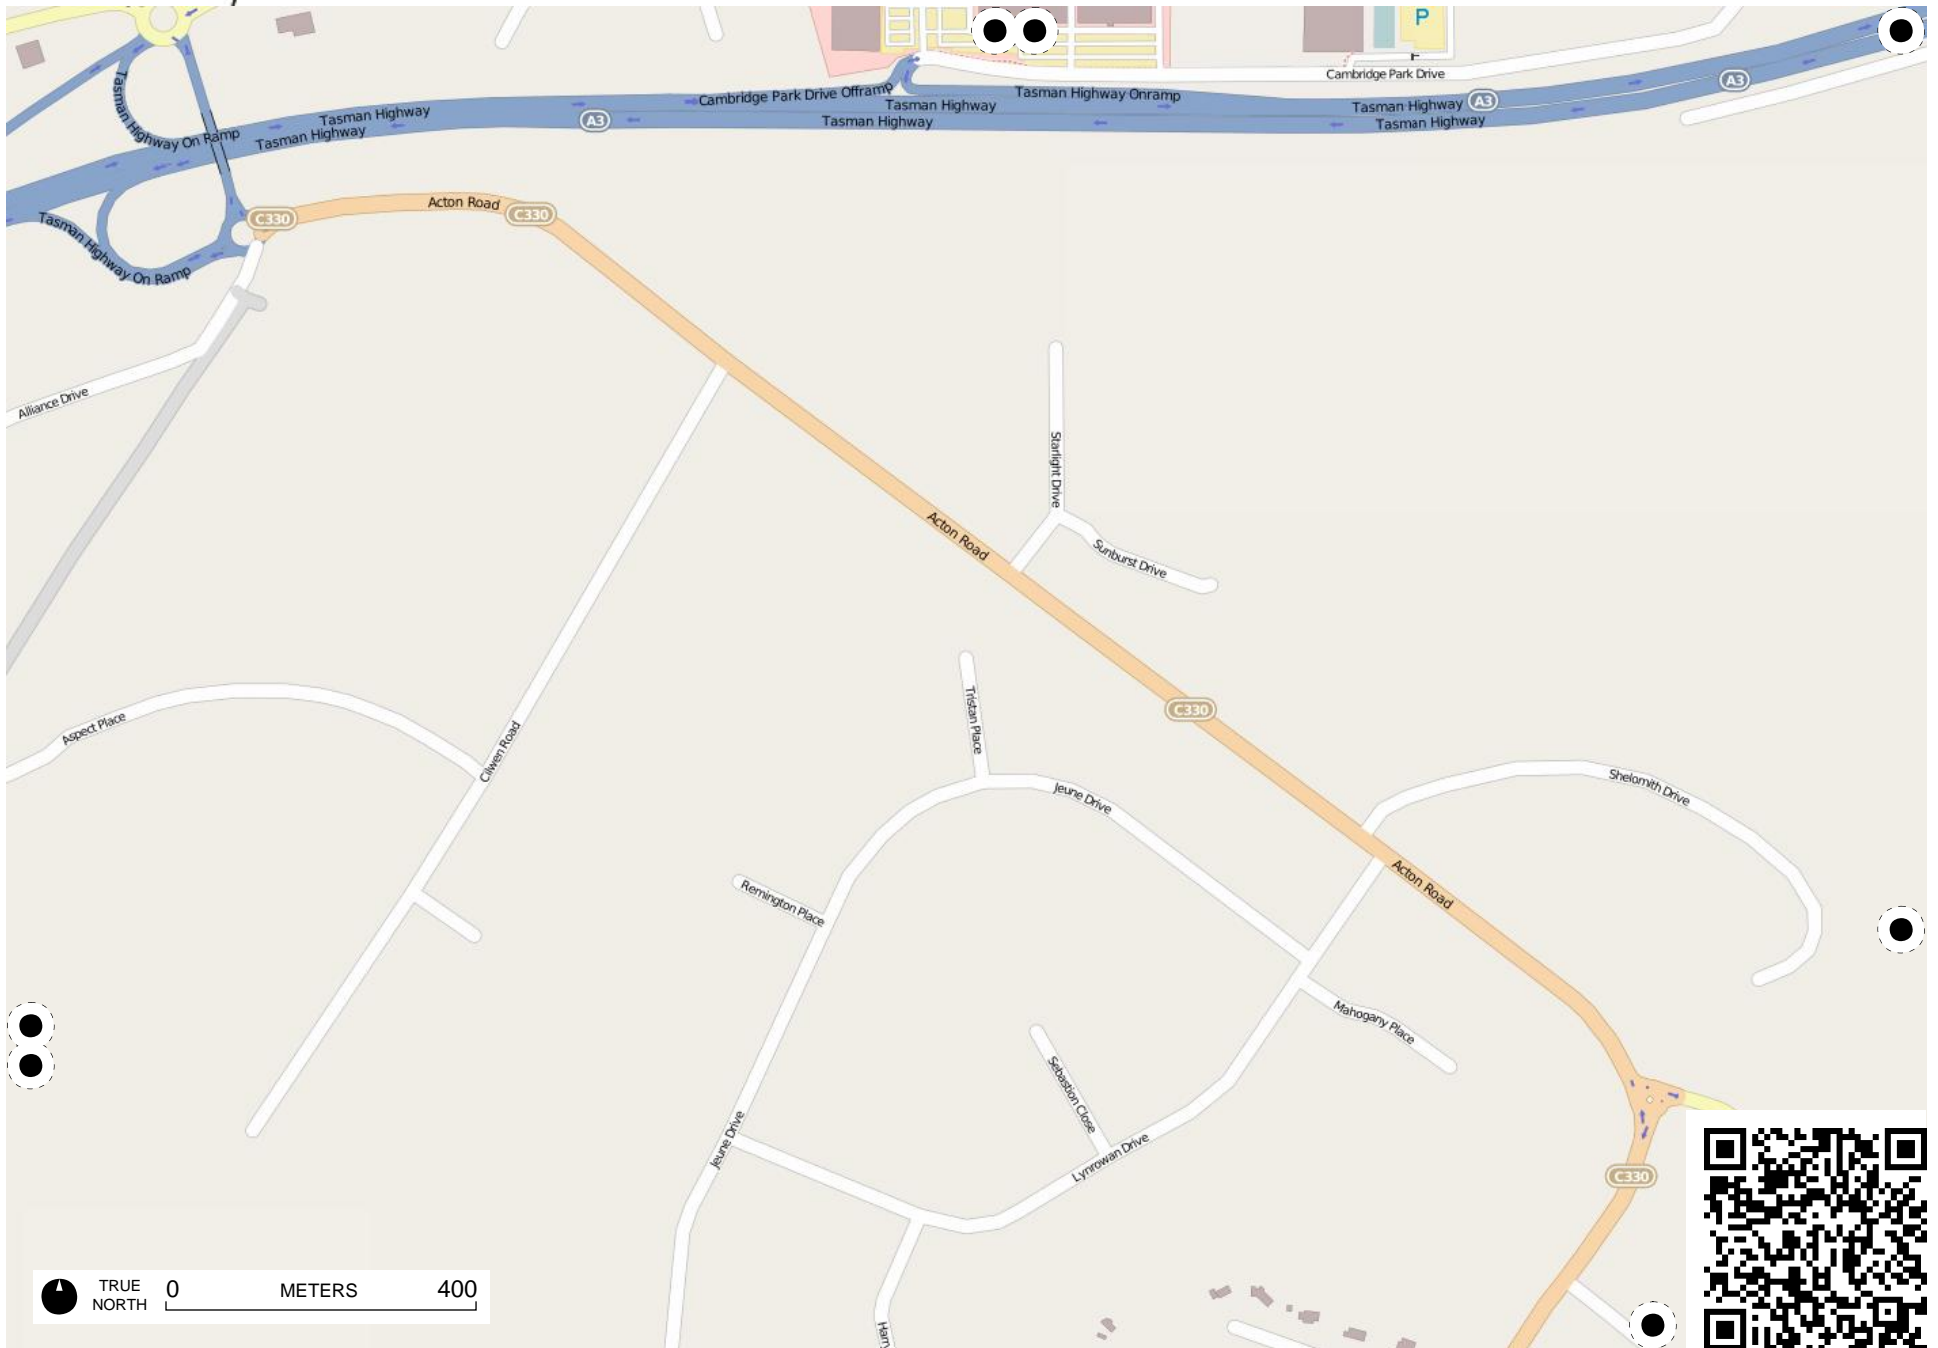 P
Cambridge Park Drive
A3
Cambridge Park Drive Offramp
Tasman Highway Onramp
Tasman Highway
Tasman Highway
A3
Tasman Highway
Tasman Highway
A3
Tasman Highway
Tasman Highway
Tasman Highway
Tasman Highway On Ramp
C330
Acton Road
C330
Tasman Highway On Ramp
Alliance Drive
Starlight Drive
Acton Road
Sunburst Drive
Tristan Place
C330
Aspect Place
Cilwen Road
Jeune Drive
Shelomith Drive
Acton Road
Remington Place
Mahogany Place
Sebastion Close
Jeune Drive
Lynrowan Drive
C330
TRUE
NORTH
0 METERS 400